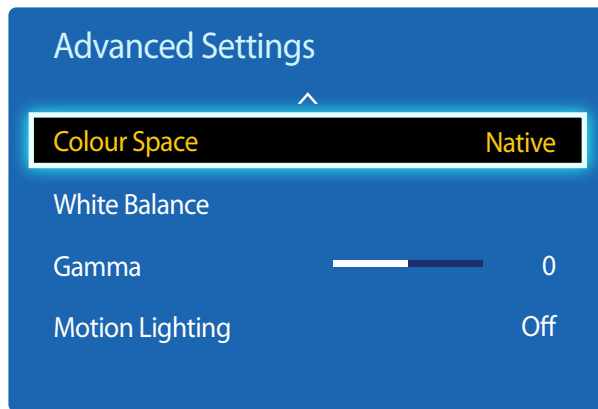 Advanced Settings
Colour Space Native
White Balance
Gamma 0
Motion Lighting Off